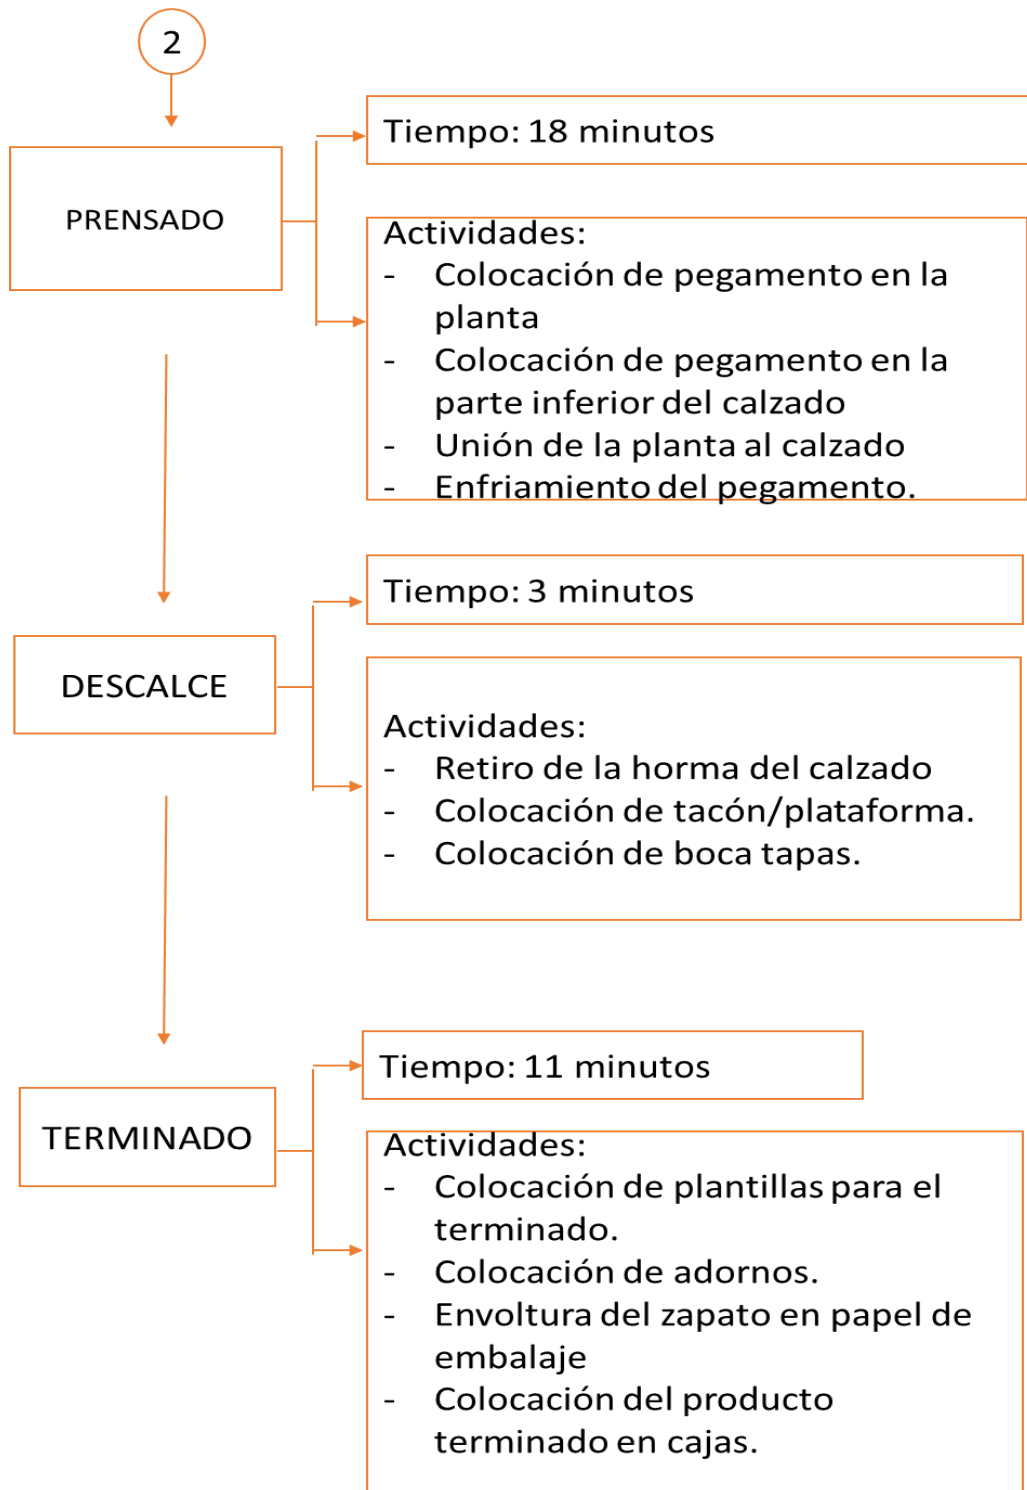 2
PRENSADO
Tiempo: 18 minutos
Actividades:
- Colocación de pegamento en la
planta
- Colocación de pegamento en la
parte inferior del calzado
- Unión de la planta al calzado
- Enfriamiento del pegamento.
DESCALCE
Tiempo: 3 minutos
Actividades:
- Retiro de la horma del calzado
- Colocación de tacón/plataforma.
- Colocación de boca tapas.
TERMINADO
Tiempo: 11 minutos
Actividades:
- Colocación de plantillas para el
terminado.
- Colocación de adornos.
- Envoltura del zapato en papel de
embalaje
- Colocación del producto
terminado en cajas.